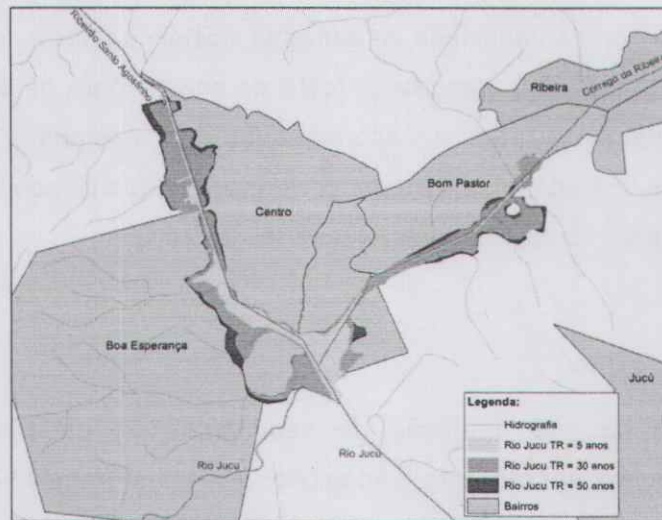 Ribeirão Santo Agostinho
Ribeira
Córrego da Ribeira
Bom Pastor
Centro
Boa Esperança
Jucú
Rio Jucu
Rio Jucu
Legenda:
Hidrografia
Rio Jucu TR = 5 anos
Rio Jucu TR = 30 anos
Rio Jucu TR = 50 anos
Bairros